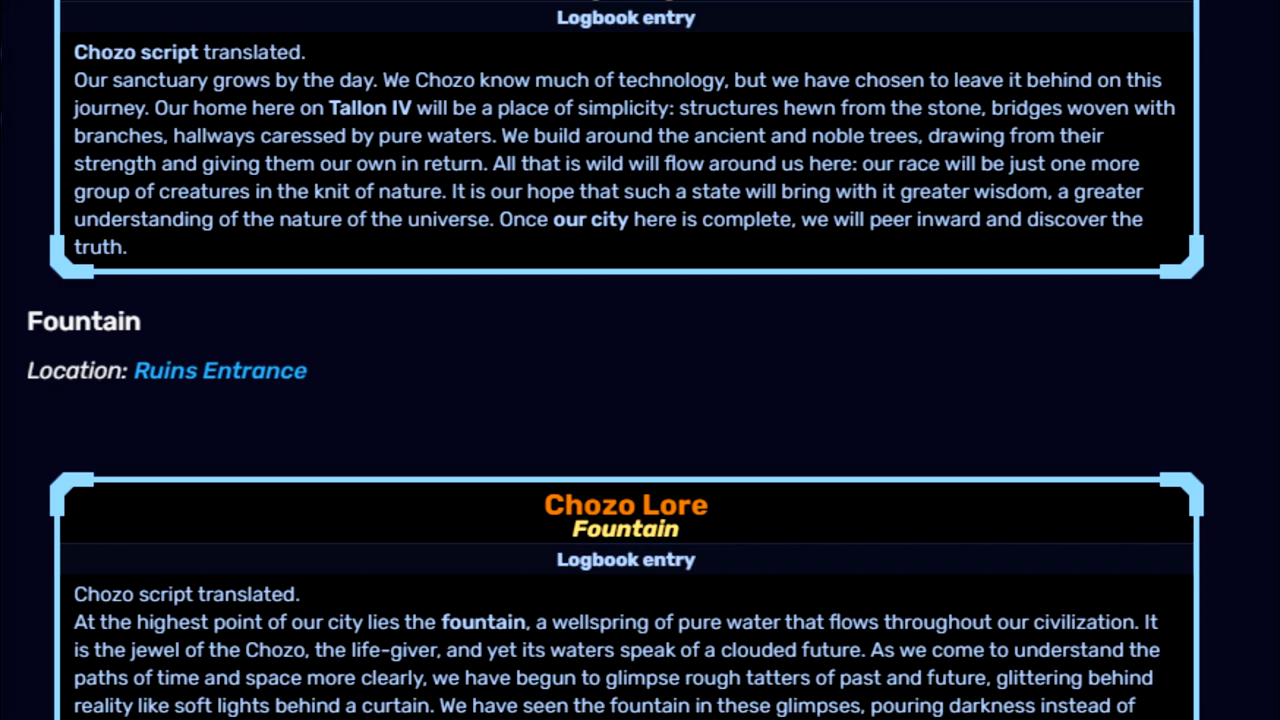 Logbook entry
Chozo script translated.
Our sanctuary grows by the day. We Chozo know much of technology, but we have chosen to leave it behind on this
journey. Our home here on Tallon IV will be a place of simplicity: structures hewn from the stone, bridges woven with
branches, hallways caressed by pure waters. We build around the ancient and noble trees, drawing from their
strength and giving them our own in return. All that is wild will flow around us here: our race will be just one more
group of creatures in the knit of nature. It is our hope that such a state will bring with it greater wisdom, a greater
understanding of the nature of the universe. Once our city here is complete, we will peer inward and discover the
truth.
Fountain
Location: Ruins Entrance
Chozo Lore
Fountain
Logbook entry
Chozo script translated.
At the highest point of our city lies the fountain, a wellspring of pure water that flows throughout our civilization. It
is the jewel of the Chozo, the life-giver, and yet its waters speak of a clouded future. As we come to understand the
paths of time and space more clearly, we have begun to glimpse rough tatters of past and future, glittering behind
reality like soft lights behind a curtain. We have seen the fountain in these glimpses, pouring darkness instead of